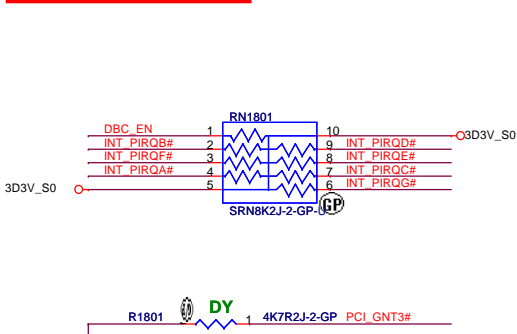 RN1801
DBC_EN 1 10 3D3V_S0
INT_PIRQB# 2 9 INT_PIRQD#
INT_PIRQF# 3 8 INT_PIRQE#
INT_PIRQA# 4 7 INT_PIRQC#
3D3V_S0 5 6 INT_PIRQG#
SRN8K2J-2-GP-U
GP
DY
R1801 1 4K7R2J-2-GP PCI_GNT3#